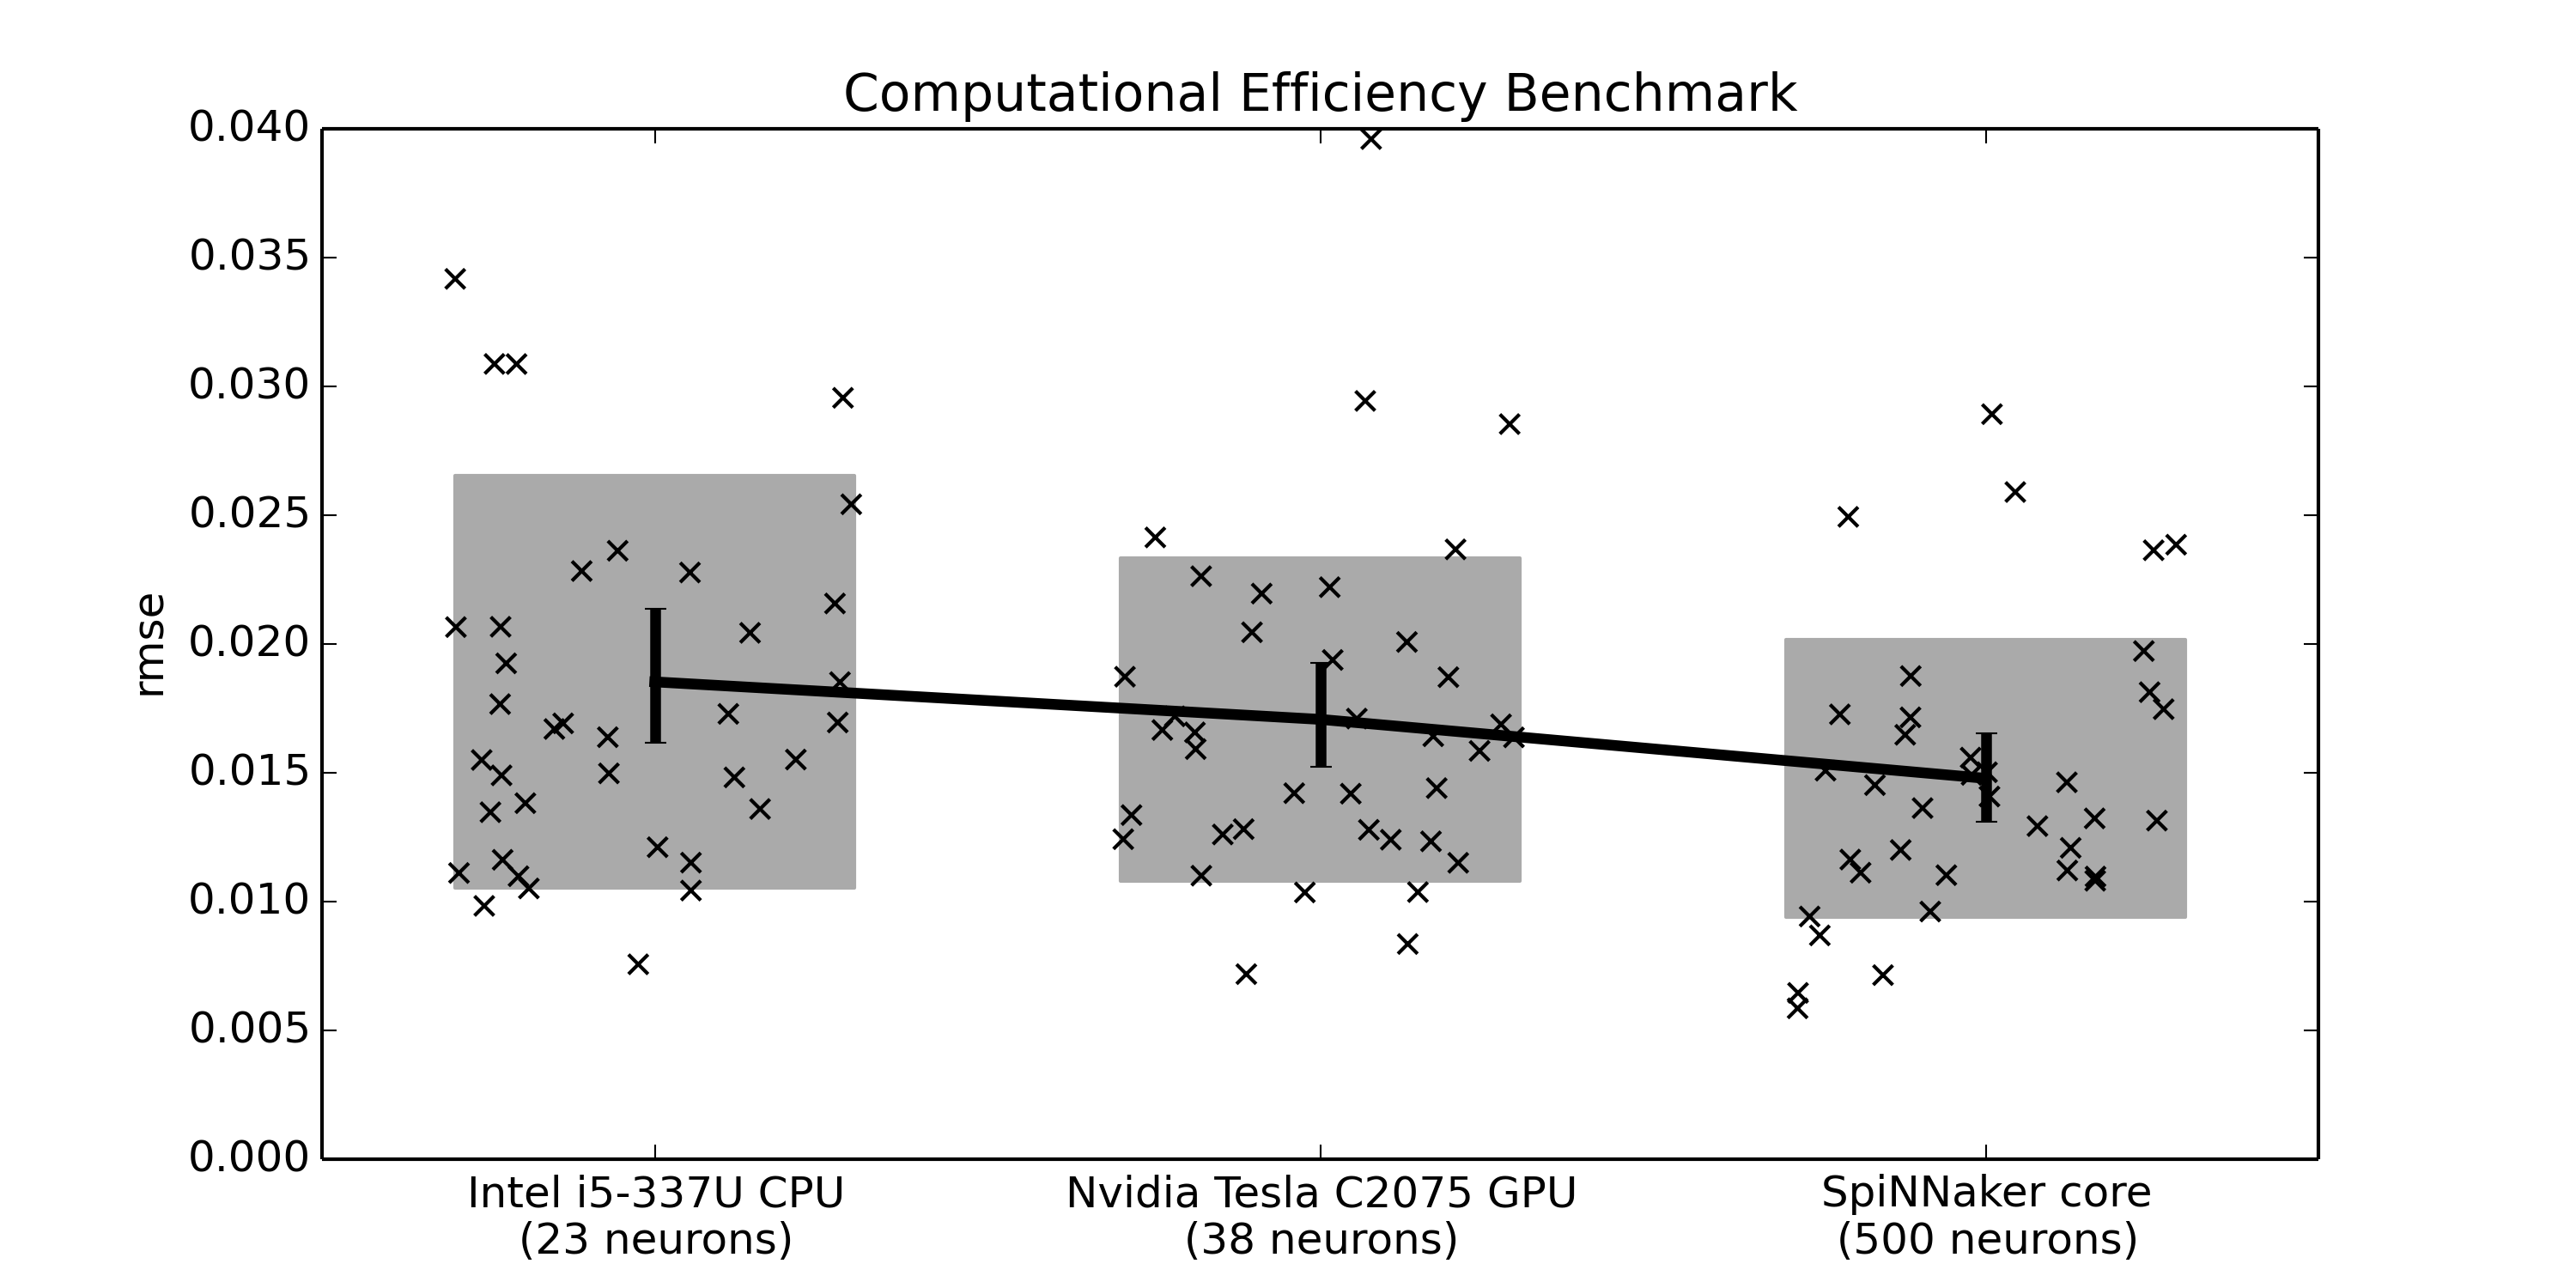 Computational Efficiency Benchmark
0.040
0.035
0.030
0.025
0.020
0.015
0.010
0.005
0.000
rmse
Intel i5-337U CPU
(23 neurons)
Nvidia Tesla C2075 GPU
(38 neurons)
SpiNNaker core
(500 neurons)